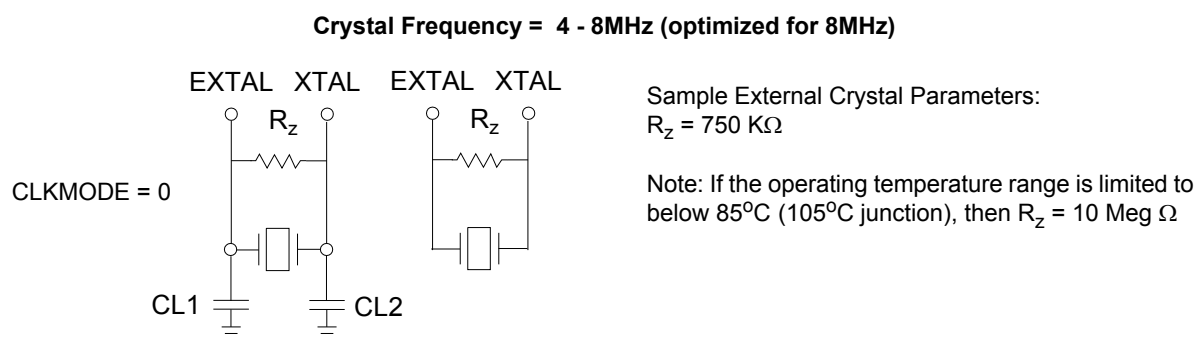 Crystal Frequency = 4 - 8MHz (optimized for 8MHz)
EXTAL XTAL EXTAL XTAL
Rz Rz
CLKMODE = 0
CL1 CL2
Sample External Crystal Parameters:
Rz = 750 KΩ
Note: If the operating temperature range is limited to
below 85oC (105oC junction), then Rz = 10 Meg Ω